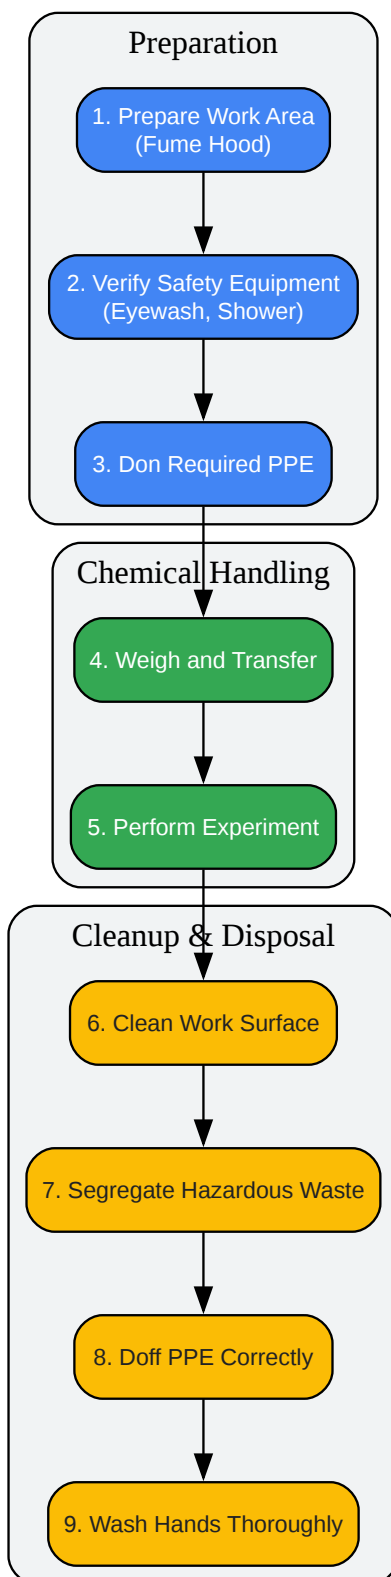 Preparation
1. Prepare Work Area
(Fume Hood)
2. Verify Safety Equipment
(Eyewash, Shower)
3. Don Required PPE
Chemical Handling
4. Weigh and Transfer
5. Perform Experiment
Cleanup & Disposal
6. Clean Work Surface
7. Segregate Hazardous Waste
8. Doff PPE Correctly
9. Wash Hands Thoroughly